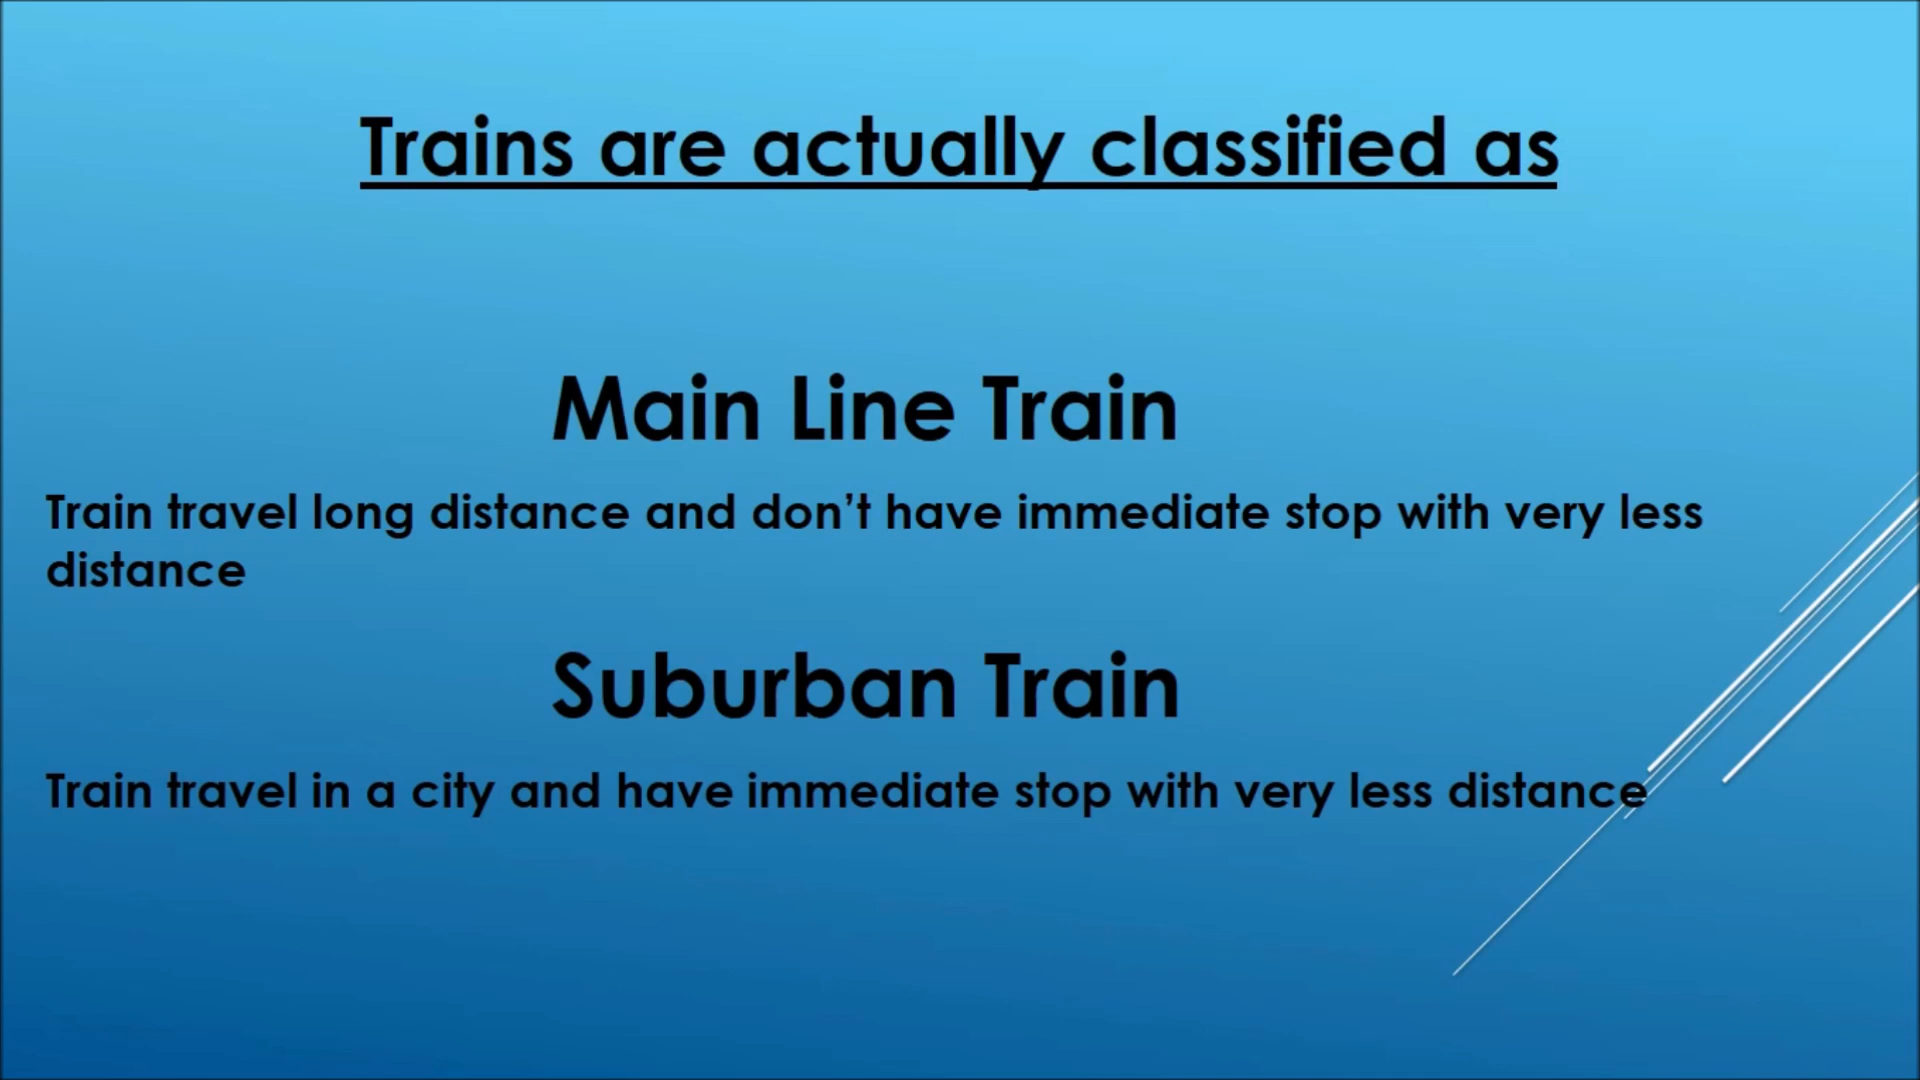 Trains are actually classified as
Main Line Train
Train travel long distance and don’t have immediate stop with very less
distance
Suburban Train
Train travel in a city and have immediate stop with very less distance